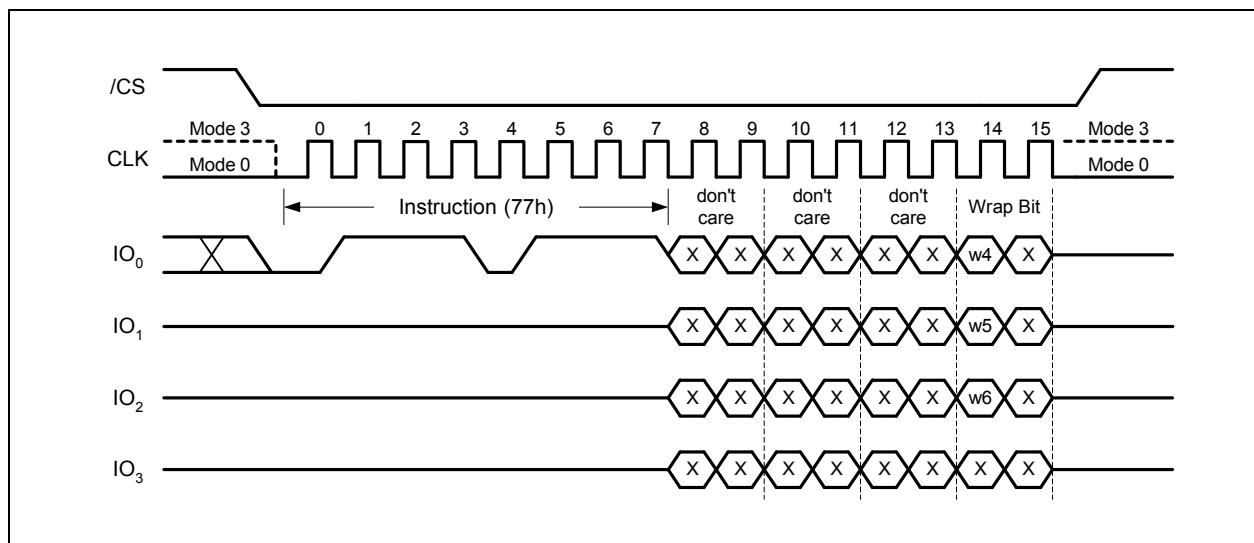 /CS
Mode 3 0 1 2 3 4 5 6 7 8 9 10 11 12 13 14 15 Mode 3
CLK
Mode 0 Mode 0
Instruction (77h) don't care don't care don't care Wrap Bit
IO0 X X X X X X w4 X
IO1 X X X X X X w5 X
IO2 X X X X X X w6 X
IO3 X X X X X X X X